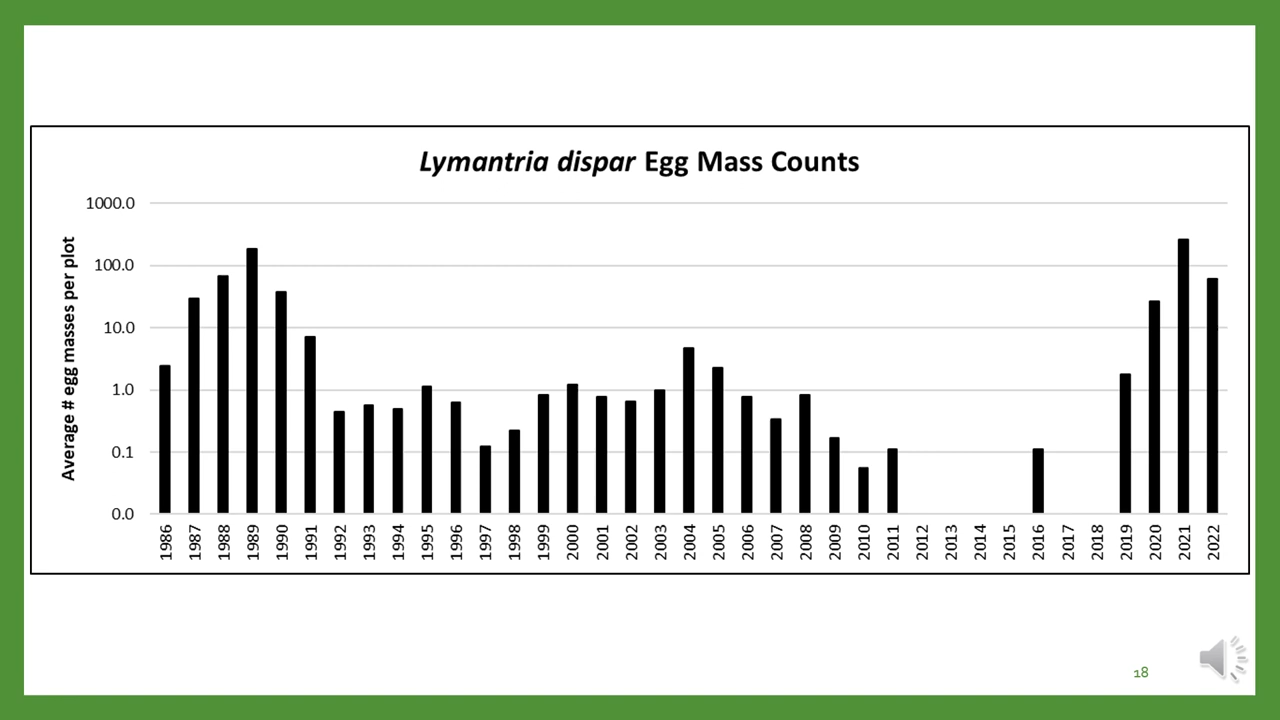 Lymantria dispar Egg Mass Counts
Average # egg masses per plot
1000.0
100.0
10.0
1.0
0.1
0.0
1986 1987 1988 1989 1990 1991 1992 1993 1994 1995 1996 1997 1998 1999 2000 2001 2002 2003 2004 2005 2006 2007 2008 2009 2010 2011 2012 2013 2014 2015 2016 2017 2018 2019 2020 2021 2022
18